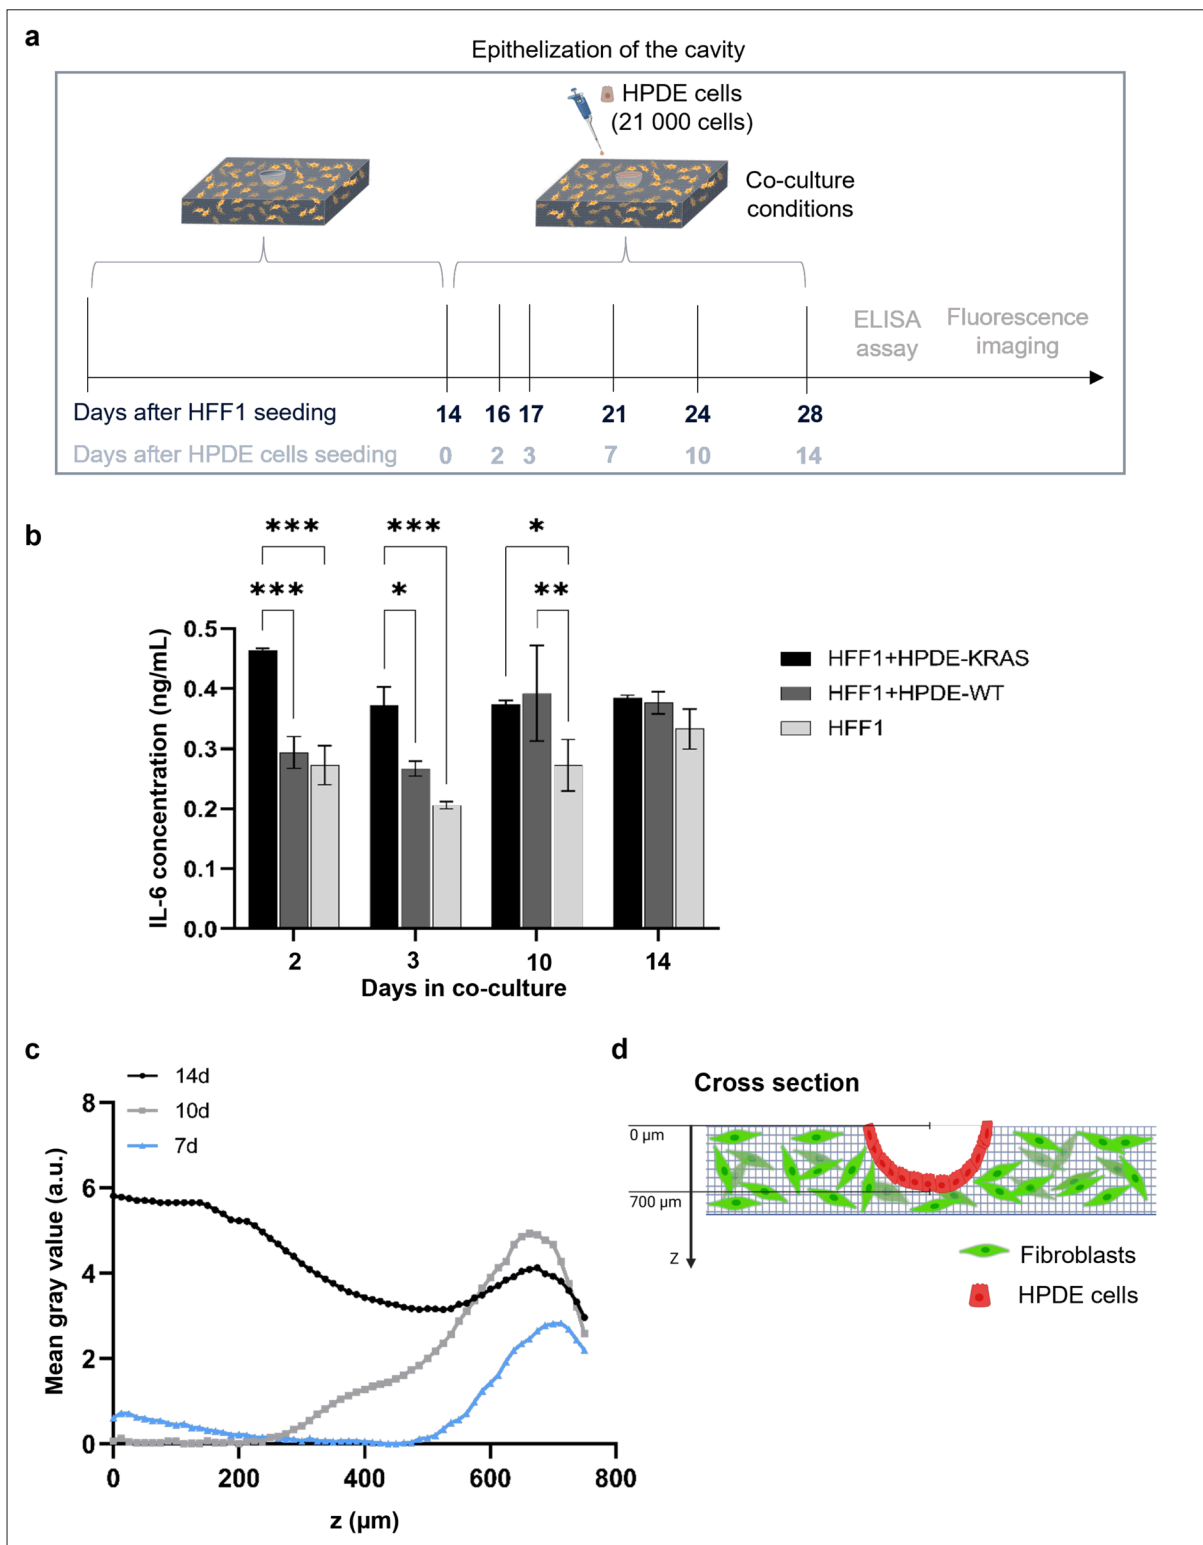 a
Epithelization of the cavity
HPDE cells
(21 000 cells)
Co-culture
conditions
ELISA
assay
Fluorescence
imaging
Days after HFF1 seeding
14 16 17 21 24 28
Days after HPDE cells seeding
0 2 3 7 10 14
b
*** *** *
*** * **
IL-6 concentration (ng/mL)
0.5
0.4
0.3
0.2
0.1
0.0
2 3 10 14
Days in co-culture
HFF1+HPDE-KRAS
HFF1+HPDE-WT
HFF1
c
14d
10d
7d
Mean gray value (a.u.)
8
6
4
2
0
0 200 400 600 800
z (µm)
d
Cross section
0 µm
700 µm
z
Fibroblasts
HPDE cells